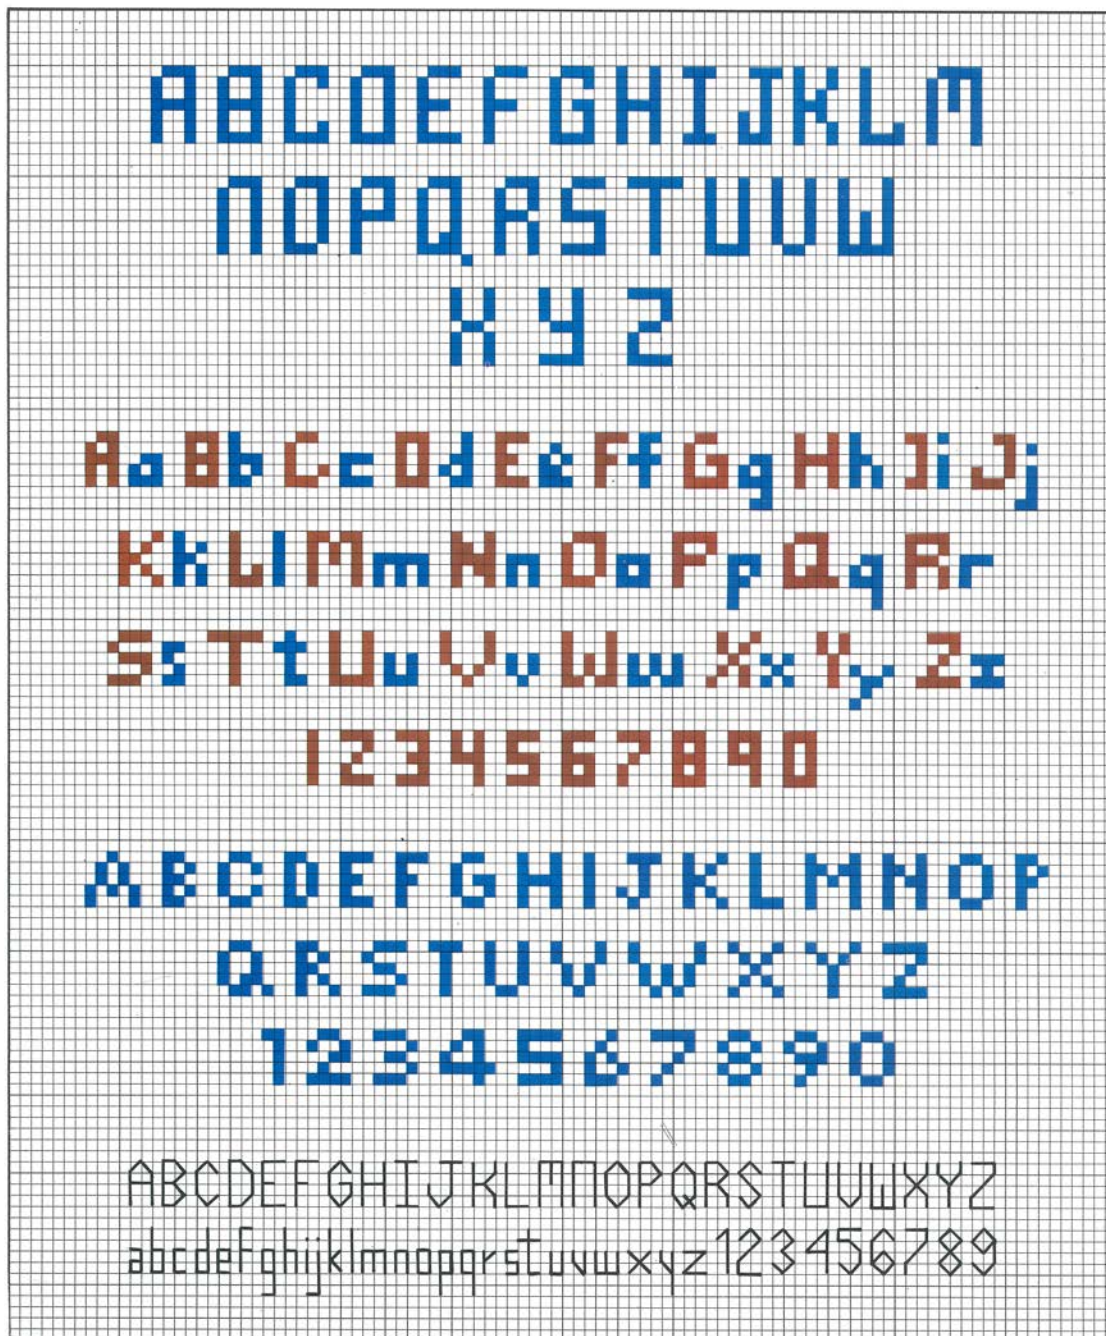 ABCDEFGHIJKLM
NOPQRSTUVW
XYZ
AaBbCcDdEeFfGgHhIiJj
KkLlMmNnOoPpQqRr
SsTtUuVvWwXxYyZz
1234567890
ABCDEFGHIJKLMNOP
QRSTUVWXYZ
1234567890
ABCDEFGHIJKLMNOPQRSTUVWXYZ
abcdefghijklmnopqrstuvwxyz123456789